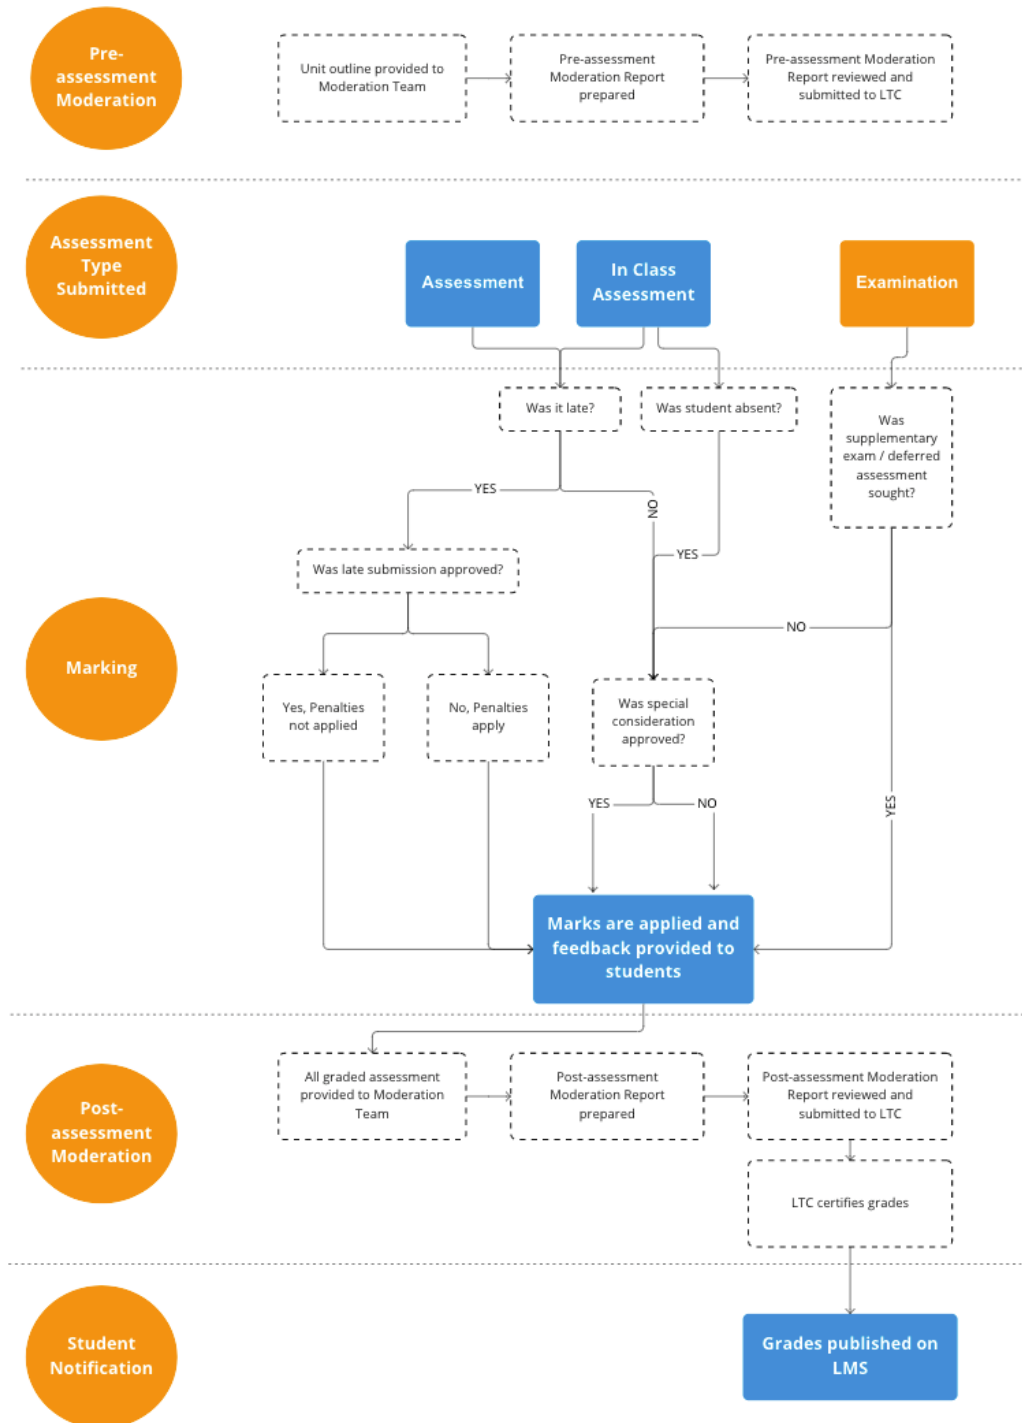 Pre-
assessment
Moderation
Unit outline provided to
Moderation Team
Pre-assessment
Moderation Report
prepared
Pre-assessment Moderation
Report reviewed and
submitted to LTC
Assessment
Type
Submitted
Assessment
In Class
Assessment
Examination
Was it late?
Was student absent?
Was
supplementary
exam / deferred
assessment
sought?
YES
NO
YES
Was late submission approved?
NO
Marking
Yes, Penalties
not applied
No, Penalties
apply
Was special
consideration
approved?
YES
NO
YES
Marks are applied and
feedback provided to
students
Post-
assessment
Moderation
All graded assessment
provided to Moderation
Team
Post-assessment
Moderation Report
prepared
Post-assessment Moderation
Report reviewed and
submitted to LTC
LTC certifies grades
Student
Notification
Grades published on
LMS